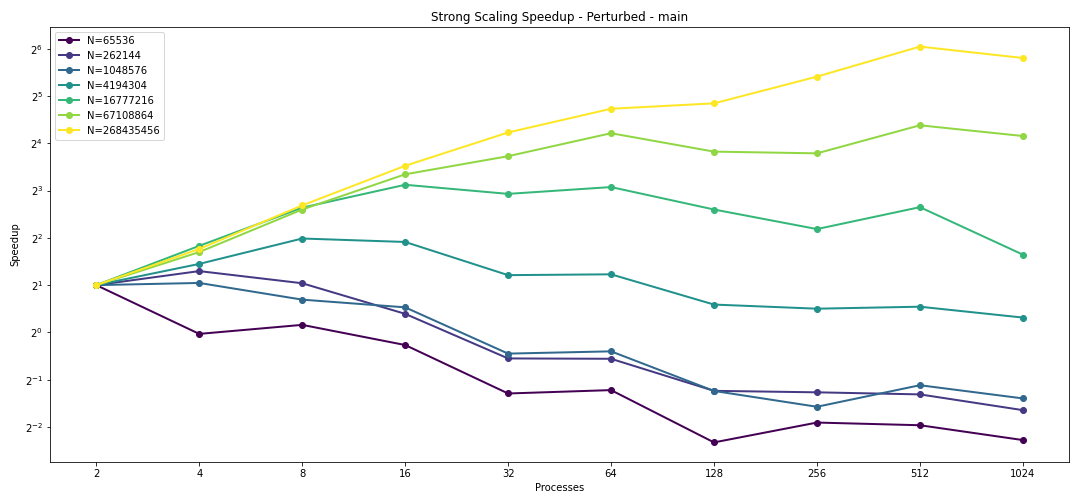 Strong Scaling Speedup - Perturbed - main
N=65536
N=262144
N=1048576
N=4194304
N=16777216
N=67108864
N=268435456
2^6
2^5
2^4
2^3
2^2
2^1
2^0
2^−1
2^−2
Speedup
2 4 8 16 32 64 128 256 512 1024
Processes